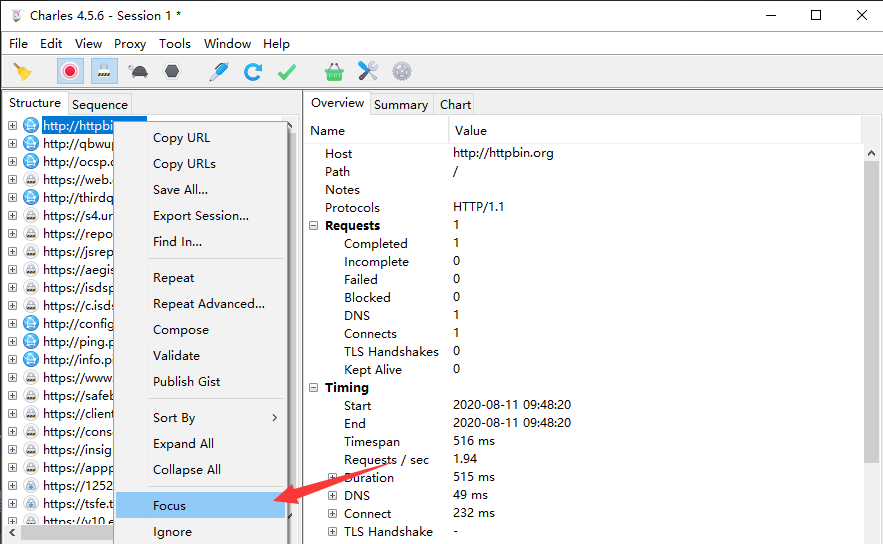 Charles 4.5.6 - Session 1 *
File Edit View Proxy Tools Window Help
Structure Sequence
http://httpbi
http://qbwup
http://ocsp.
https://web.
http://thirdq
https://s4.ur
https://repo
https://jsrep
https://aegis
https://isdsp
https://c.isds
http://config
http://ping.p
http://info.pi
https://www.
https://safeb
https://client
https://conso
https://insigh
https://appp
https://1252
https://tsfe.t
https://v10.e
Copy URL
Copy URLs
Save All...
Export Session...
Find In...
Repeat
Repeat Advanced...
Compose
Validate
Publish Gist
Sort By
Expand All
Collapse All
Focus
Ignore
Overview Summary Chart
Name Value
Host http://httpbin.org
Path /
Notes
Protocols HTTP/1.1
Requests 1
Completed 1
Incomplete 0
Failed 0
Blocked 0
DNS 1
Connects 1
TLS Handshakes 0
Kept Alive 0
Timing
Start 2020-08-11 09:48:20
End 2020-08-11 09:48:20
Timespan 516 ms
Requests / sec 1.94
Duration 515 ms
DNS 49 ms
Connect 232 ms
TLS Handshake -